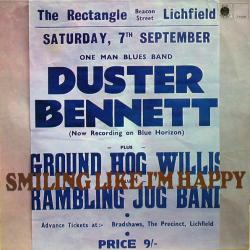 The Rectangle Beacon Street Lichfield
SATURDAY, 7th SEPTEMBER
ONE MAN BLUES BAND
DUSTER
BENNETT
(Now Recording on Blue Horizon)
PLUS
GROUND HOG WILLIS
SMILING LIKE I'M HAPPY
RAMBLING JUG BAND
Advance Tickets at:- Bradshaws, The Precinct, Lichfield
PRICE 9/-